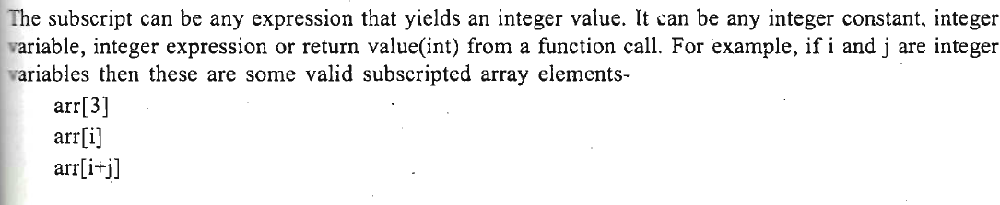 The subscript can be any expression that yields an integer value. It can be any integer constant, integer
variable, integer expression or return value(int) from a function call. For example, if i and j are integer
variables then these are some valid subscripted array elements-
arr[3]
arr[i]
arr[i+j]